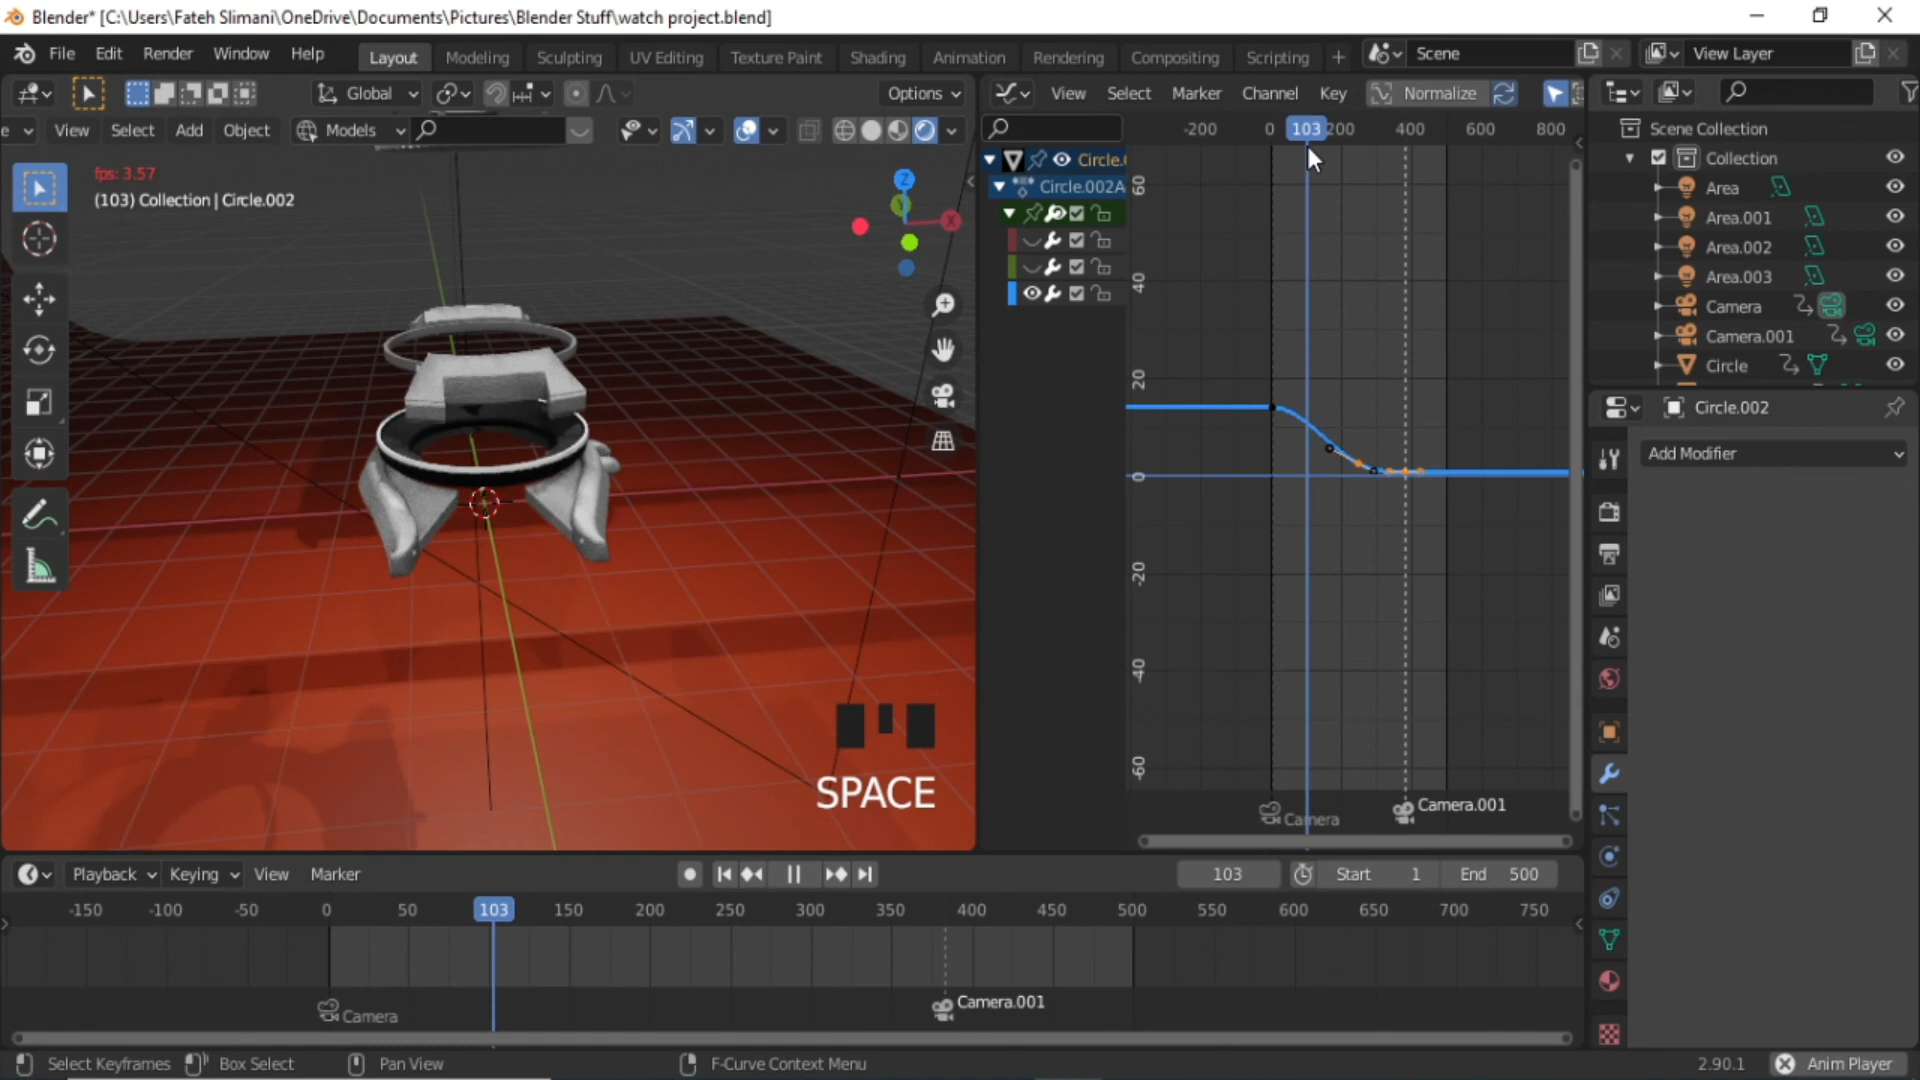 Blender* [C:\Users\Fateh Slimani\OneDrive\Documents\Pictures\Blender Stuff\watch project.blend]
File Edit Render Window Help Layout Modeling Sculpting UV Editing Texture Paint Shading Animation Rendering Compositing Scripting + Scene View Layer
Global Options View Select Marker Channel Key Normalize
e View Select Add Object Models -200 0 103 200 400 600 800 Scene Collection
Collection
fps: 3.57
(103) Collection | Circle.002
Circle.
Circle.002A
Area
Area.001
Area.002
Area.003
Camera
Camera.001
Circle
Z
Y
X
60
40
20
0
-20
-40
-60
Circle.002
Add Modifier
SPACE
Camera
Camera.001
Playback Keying View Marker 103 Start 1 End 500
-150 -100 -50 0 50 103 150 200 250 300 350 400 450 500 550 600 650 700 750
Camera
Camera.001
Select Keyframes Box Select Pan View F-Curve Context Menu 2.90.1 Anim Player